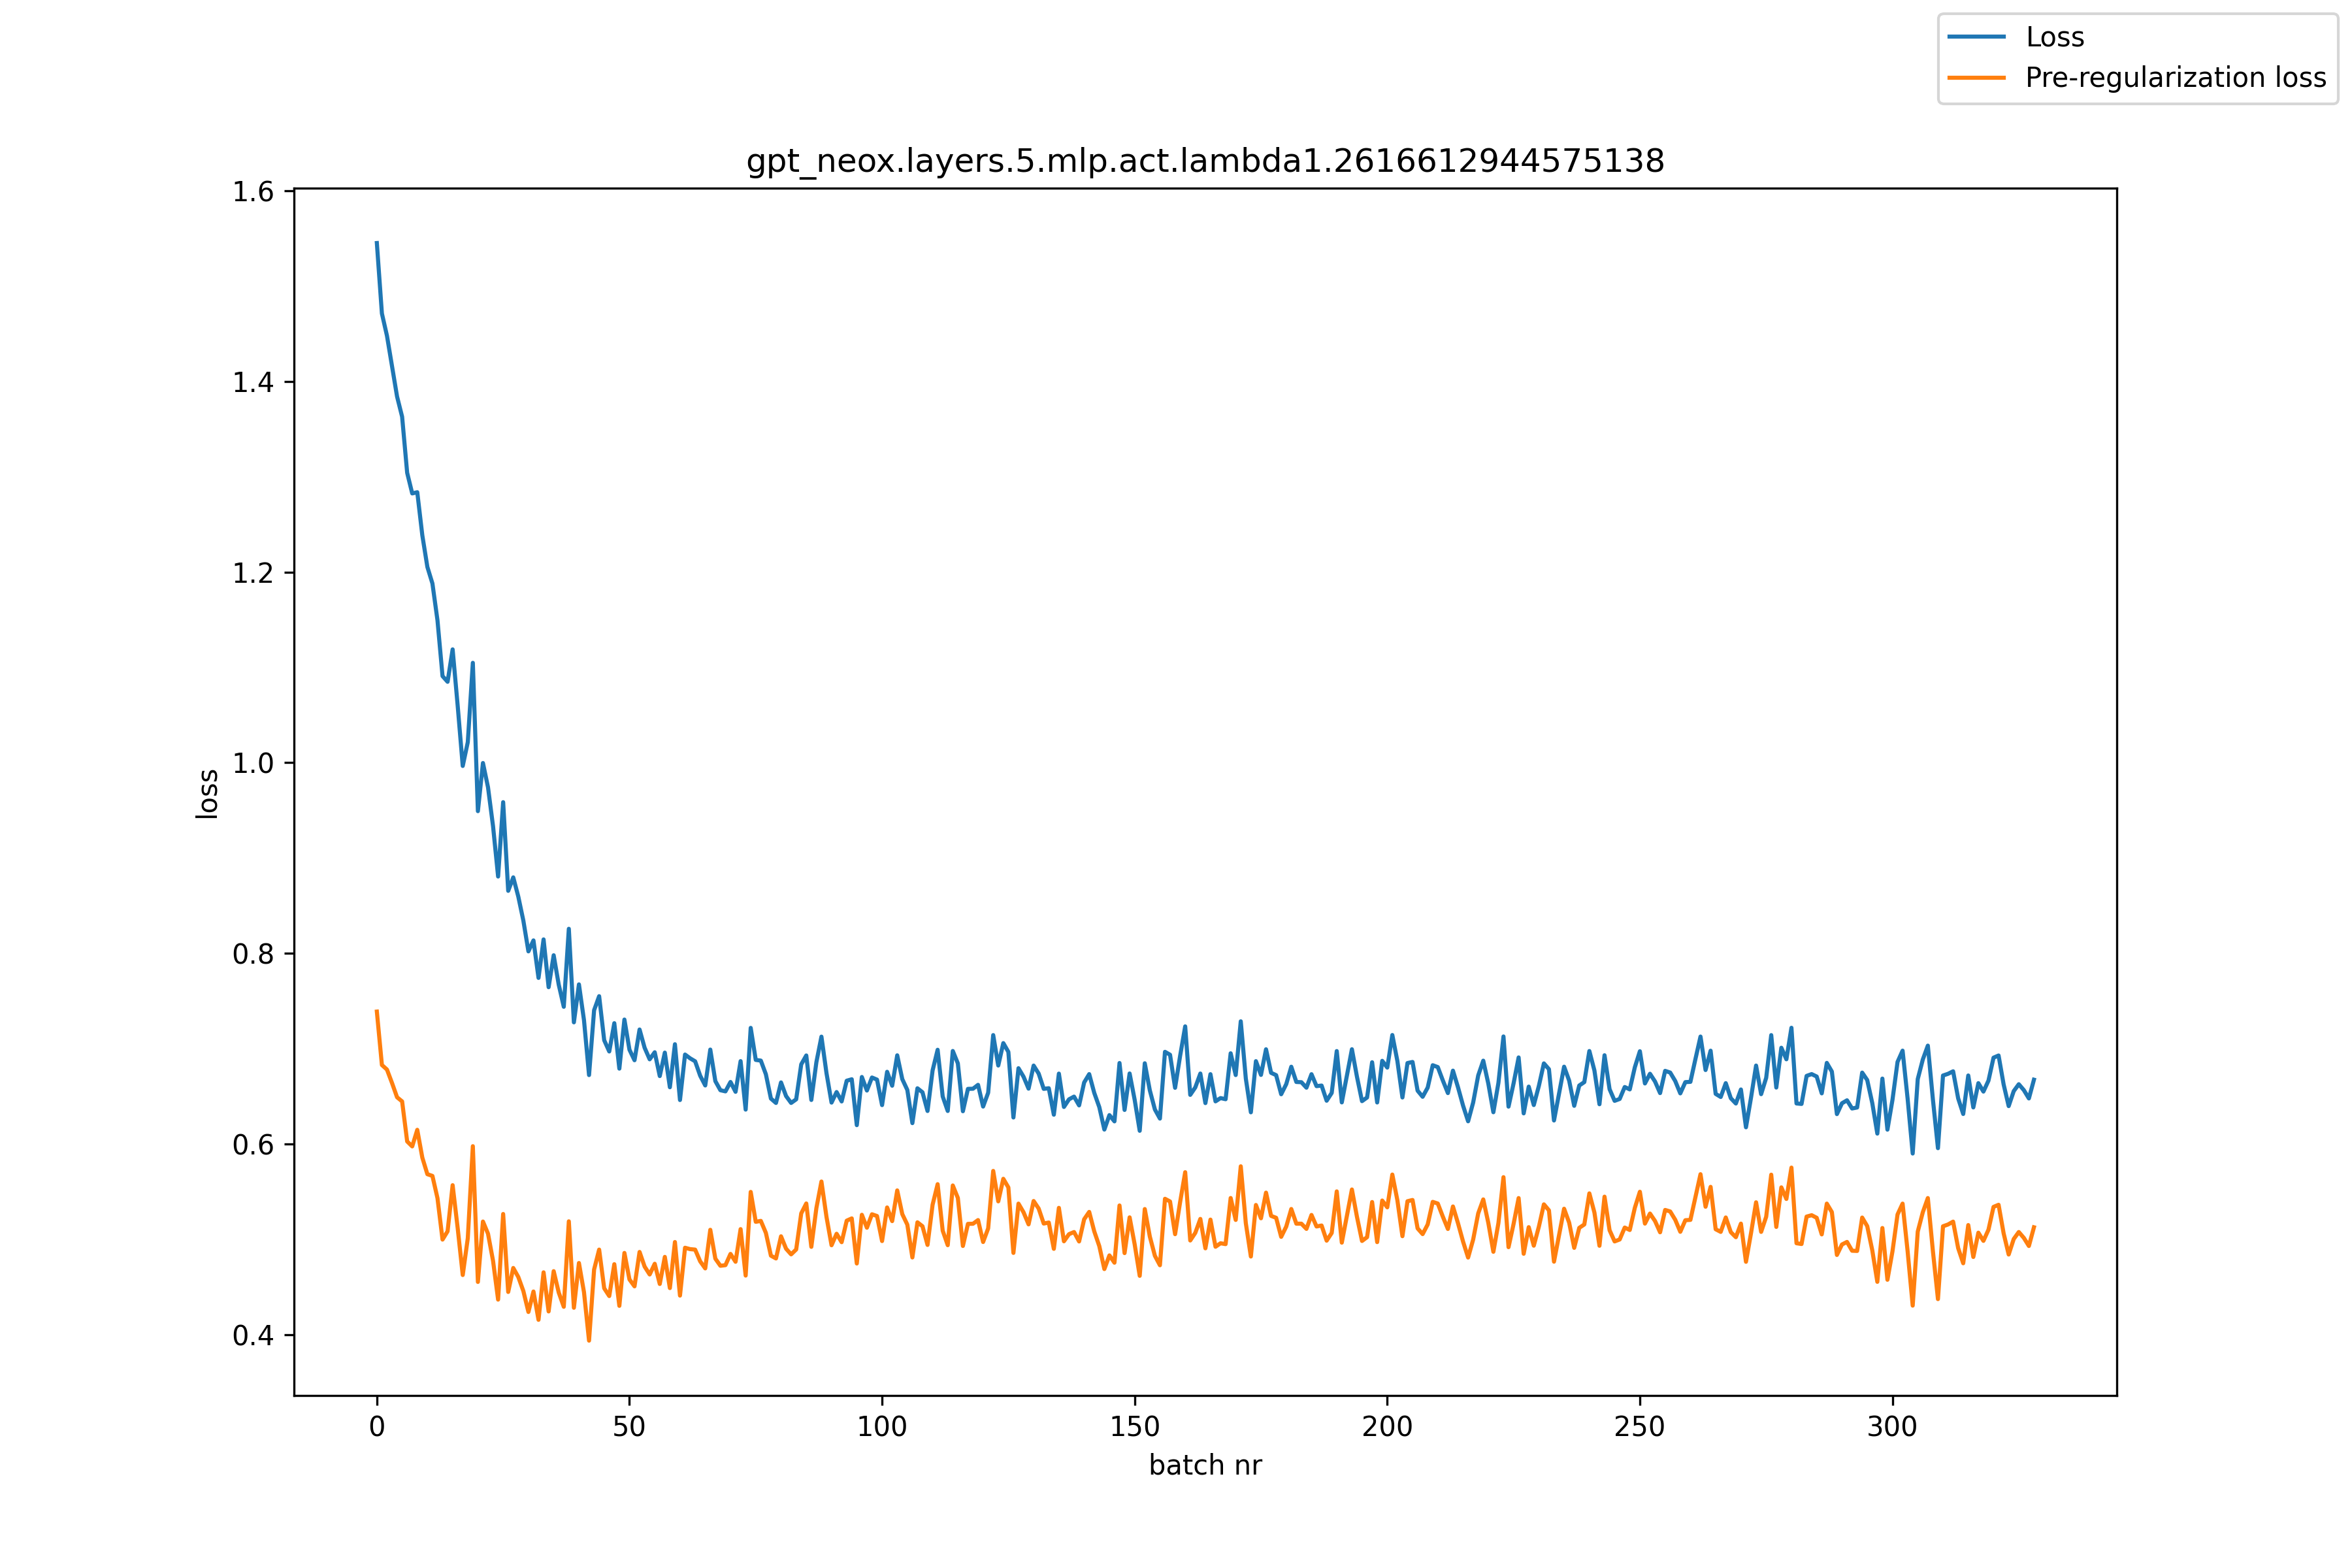 Loss
Pre-regularization loss
gpt_neox.layers.5.mlp.act.lambda1.2616612944575138
1.6
1.4
1.2
1.0
0.8
0.6
0.4
loss
0
50
100
150
200
250
300
batch nr